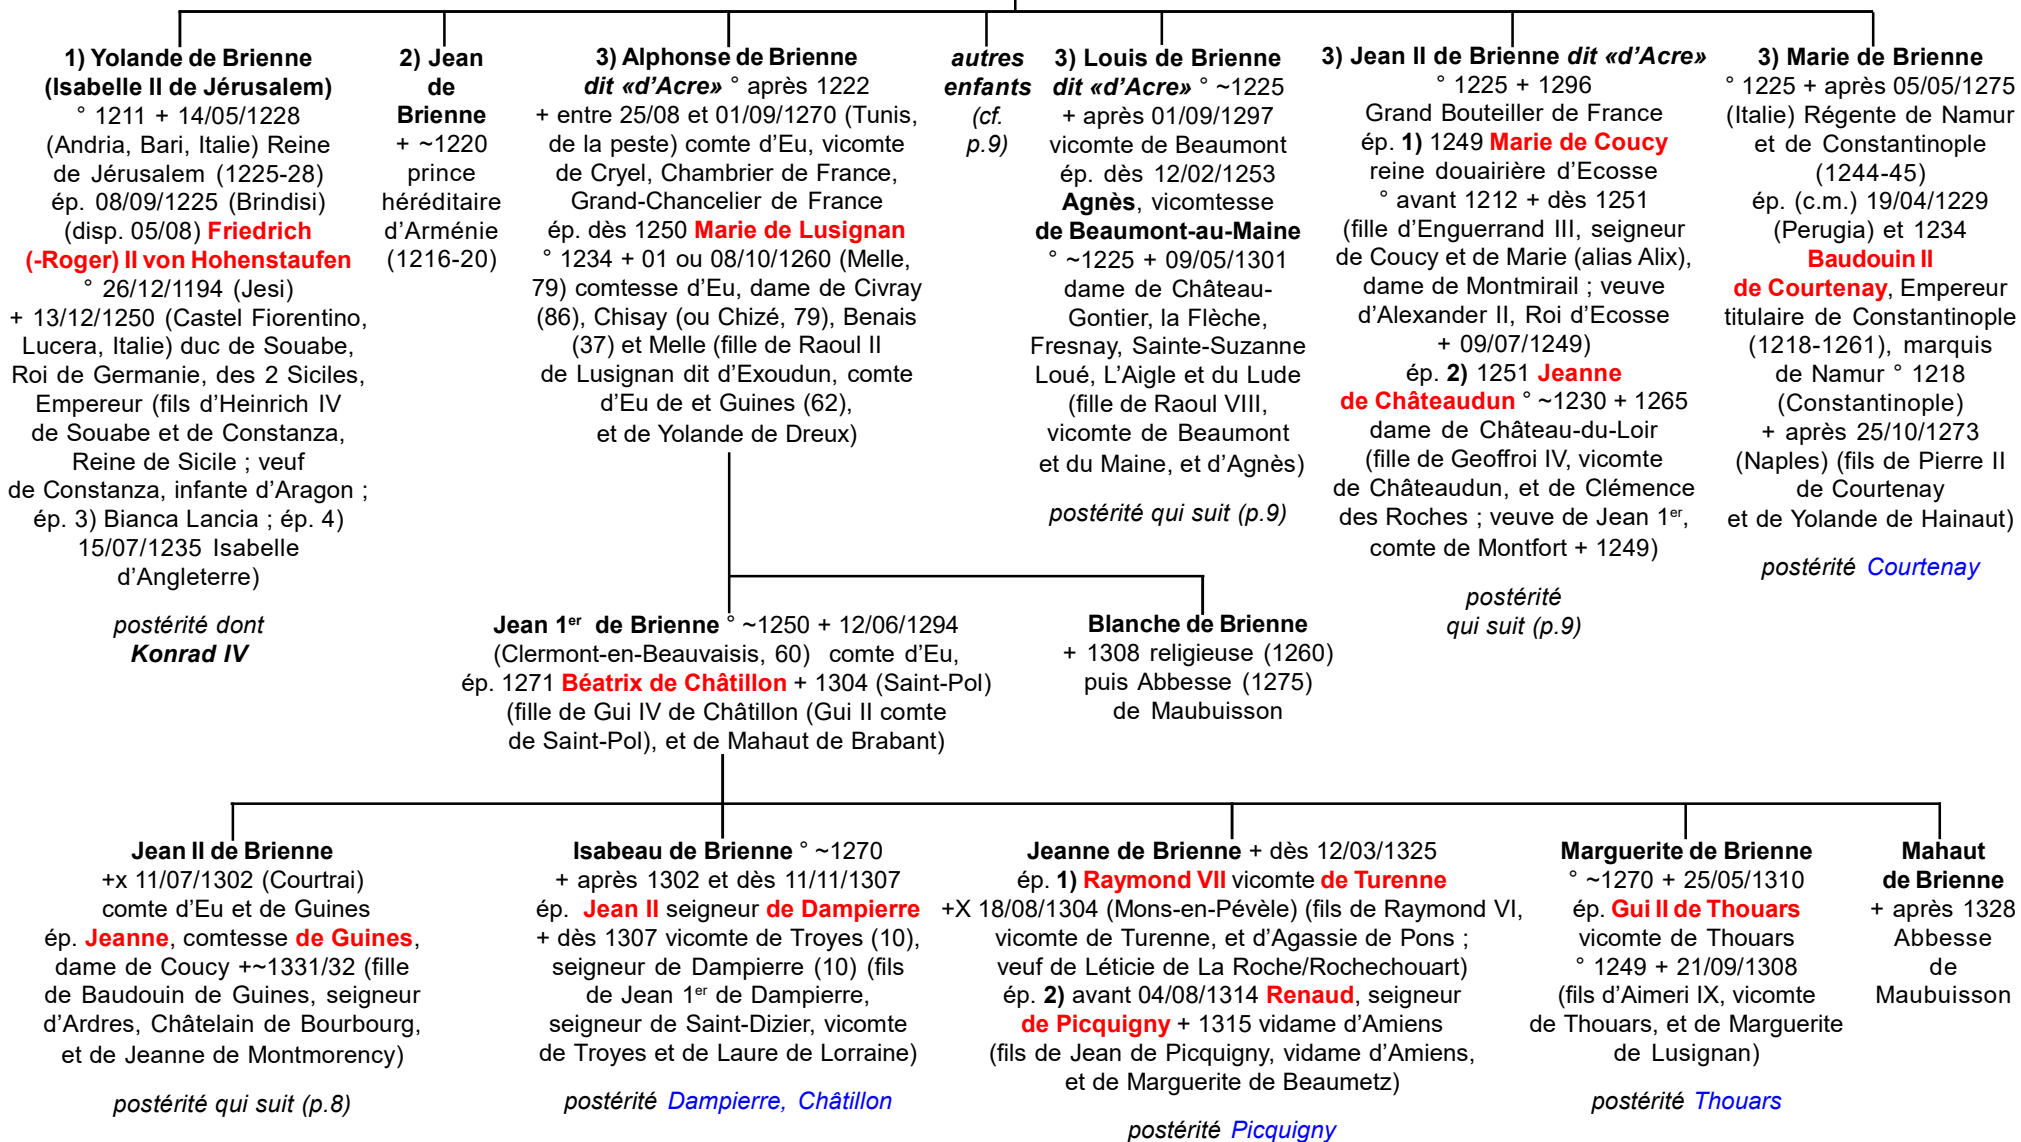 1) Yolande de Brienne
(Isabelle II de Jérusalem)
° 1211 + 14/05/1228
(Andria, Bari, Italie) Reine
de Jérusalem (1225-28)
ép. 08/09/1225 (Brindisi)
(disp. 05/08) Friedrich
(-Roger) II von Hohenstaufen
° 26/12/1194 (Jesi)
+ 13/12/1250 (Castel Fiorentino,
Lucera, Italie) duc de Souabe,
Roi de Germanie, des 2 Siciles,
Empereur (fils d’Heinrich IV
de Souabe et de Constanza,
Reine de Sicile ; veuf
de Constanza, infante d’Aragon ;
ép. 3) Bianca Lancia ; ép. 4)
15/07/1235 Isabelle
d’Angleterre)
postérité dont
Konrad IV
2) Jean
de
Brienne
+ ~1220
prince
héréditaire
d’Arménie
(1216-20)
3) Alphonse de Brienne
dit «d’Acre» ° après 1222
+ entre 25/08 et 01/09/1270 (Tunis,
de la peste) comte d’Eu, vicomte
de Cryel, Chambrier de France,
Grand-Chancelier de France
ép. dès 1250 Marie de Lusignan
° 1234 + 01 ou 08/10/1260 (Melle,
79) comtesse d’Eu, dame de Civray
(86), Chisay (ou Chizé, 79), Benais
(37) et Melle (fille de Raoul II
de Lusignan dit d’Exoudun, comte
d’Eu de et Guines (62),
et de Yolande de Dreux)
autres
enfants
(cf.
p.9)
3) Louis de Brienne
dit «d’Acre» ° ~1225
+ après 01/09/1297
vicomte de Beaumont
ép. dès 12/02/1253
Agnès, vicomtesse
de Beaumont-au-Maine
° ~1225 + 09/05/1301
dame de Château-
Gontier, la Flèche,
Fresnay, Sainte-Suzanne
Loué, L’Aigle et du Lude
(fille de Raoul VIII,
vicomte de Beaumont
et du Maine, et d’Agnès)
postérité qui suit (p.9)
3) Jean II de Brienne dit «d’Acre»
° 1225 + 1296
Grand Bouteiller de France
ép. 1) 1249 Marie de Coucy
reine douairière d’Ecosse
° avant 1212 + dès 1251
(fille d’Enguerrand III, seigneur
de Coucy et de Marie (alias Alix),
dame de Montmirail ; veuve
d’Alexander II, Roi d’Ecosse
+ 09/07/1249)
ép. 2) 1251 Jeanne
de Châteaudun ° ~1230 + 1265
dame de Château-du-Loir
(fille de Geoffroi IV, vicomte
de Châteaudun, et de Clémence
des Roches ; veuve de Jean 1er,
comte de Montfort + 1249)
postérité
qui suit (p.9)
3) Marie de Brienne
° 1225 + après 05/05/1275
(Italie) Régente de Namur
et de Constantinople
(1244-45)
ép. (c.m.) 19/04/1229
(Perugia) et 1234
Baudouin II
de Courtenay, Empereur
titulaire de Constantinople
(1218-1261), marquis
de Namur ° 1218
(Constantinople)
+ après 25/10/1273
(Naples) (fils de Pierre II
de Courtenay
et de Yolande de Hainaut)
postérité Courtenay
Jean 1er de Brienne ° ~1250 + 12/06/1294
(Clermont-en-Beauvaisis, 60) comte d’Eu,
ép. 1271 Béatrix de Châtillon + 1304 (Saint-Pol)
(fille de Gui IV de Châtillon (Gui II comte
de Saint-Pol), et de Mahaut de Brabant)
Blanche de Brienne
+ 1308 religieuse (1260)
puis Abbesse (1275)
de Maubuisson
Jean II de Brienne
+x 11/07/1302 (Courtrai)
comte d’Eu et de Guines
ép. Jeanne, comtesse de Guines,
dame de Coucy +~1331/32 (fille
de Baudouin de Guines, seigneur
d’Ardres, Châtelain de Bourbourg,
et de Jeanne de Montmorency)
postérité qui suit (p.8)
Isabeau de Brienne ° ~1270
+ après 1302 et dès 11/11/1307
ép. Jean II seigneur de Dampierre
+ dès 1307 vicomte de Troyes (10),
seigneur de Dampierre (10) (fils
de Jean 1er de Dampierre,
seigneur de Saint-Dizier, vicomte
de Troyes et de Laure de Lorraine)
postérité Dampierre, Châtillon
Jeanne de Brienne + dès 12/03/1325
ép. 1) Raymond VII vicomte de Turenne
+X 18/08/1304 (Mons-en-Pévèle) (fils de Raymond VI,
vicomte de Turenne, et d’Agassie de Pons ;
veuf de Léticie de La Roche/Rochechouart)
ép. 2) avant 04/08/1314 Renaud, seigneur
de Picquigny + 1315 vidame d’Amiens
(fils de Jean de Picquigny, vidame d’Amiens,
et de Marguerite de Beaumetz)
postérité Picquigny
Marguerite de Brienne
° ~1270 + 25/05/1310
ép. Gui II de Thouars
vicomte de Thouars
° 1249 + 21/09/1308
(fils d’Aimeri IX, vicomte
de Thouars, et de Marguerite
de Lusignan)
postérité Thouars
Mahaut
de Brienne
+ après 1328
Abbesse
de
Maubuisson